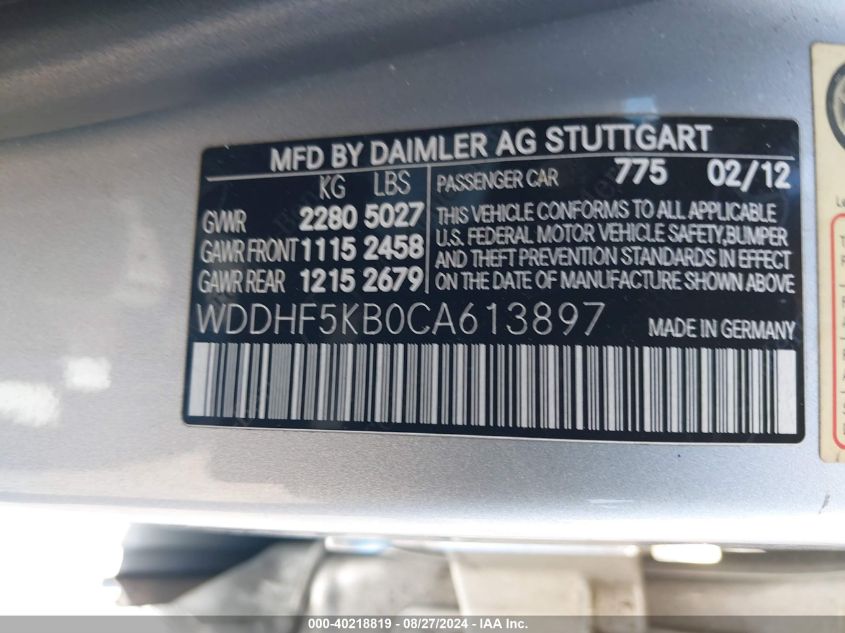 MFD BY DAIMLER AG STUTTGART
KG LBS
GVWR 2280 5027
GAWR FRONT 1115 2458
GAWR REAR 1215 2679
PASSENGER CAR 775 02/12
THIS VEHICLE CONFORMS TO ALL APPLICABLE
U.S. FEDERAL MOTOR VEHICLE SAFETY,BUMPER
AND THEFT PREVENTION STANDARDS IN EFFECT
ON THE DATE OF MANUFACTURE SHOWN ABOVE
WDDHF5KB0CA613897 MADE IN GERMANY
000-40218819 - 08/27/2024 - IAA Inc.